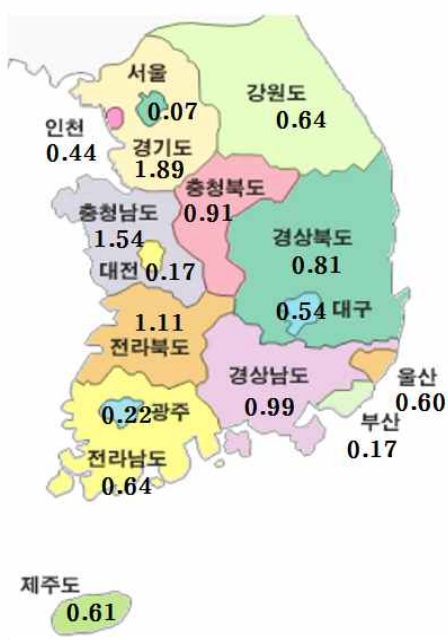 서울
0.07
강원도
0.64
인천
0.44
경기도
1.89
충청북도
0.91
충청남도
1.54
대전 0.17
경상북도
0.81
0.54 대구
1.11
전라북도
경상남도
0.99
울산
0.60
부산
0.17
0.22 광주
전라남도
0.64
제주도
0.61